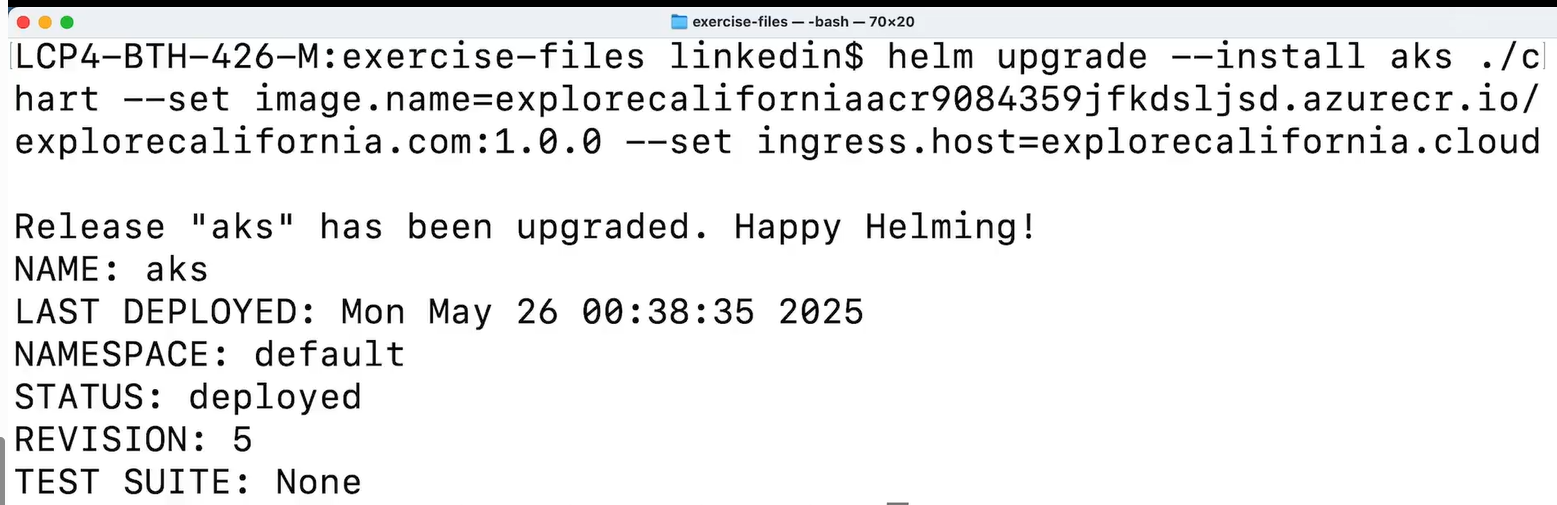 exercise-files — -bash — 70×20
LCP4-BTH-426-M:exercise-files linkedin$ helm upgrade --install aks ./c
hart --set image.name=explorecaliforniaacr9084359jfkdsljsd.azurecr.io/
explorecalifornia.com:1.0.0 --set ingress.host=explorecalifornia.cloud
Release "aks" has been upgraded. Happy Helming!
NAME: aks
LAST DEPLOYED: Mon May 26 00:38:35 2025
NAMESPACE: default
STATUS: deployed
REVISION: 5
TEST SUITE: None